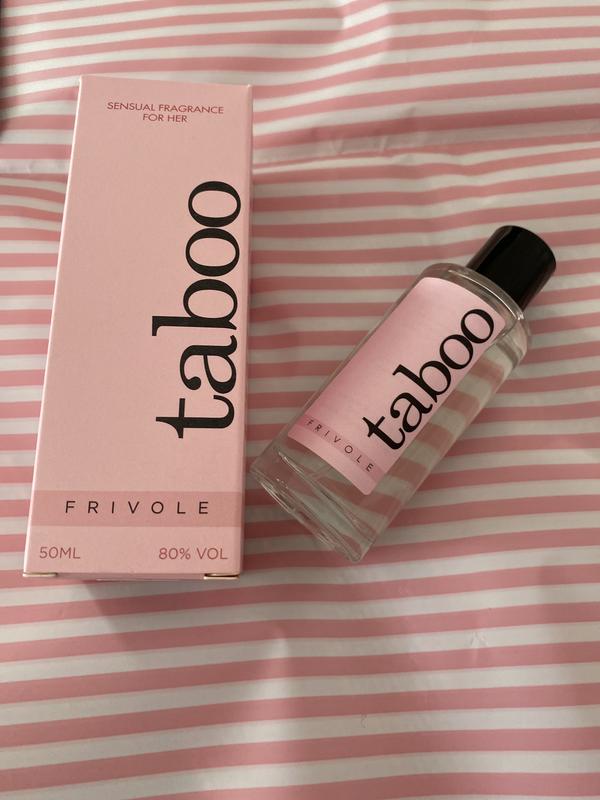 SENSUAL FRAGRANCE
FOR HER
taboo
FRIVOLE
50ML 80% VOL
taboo
FRIVOLE